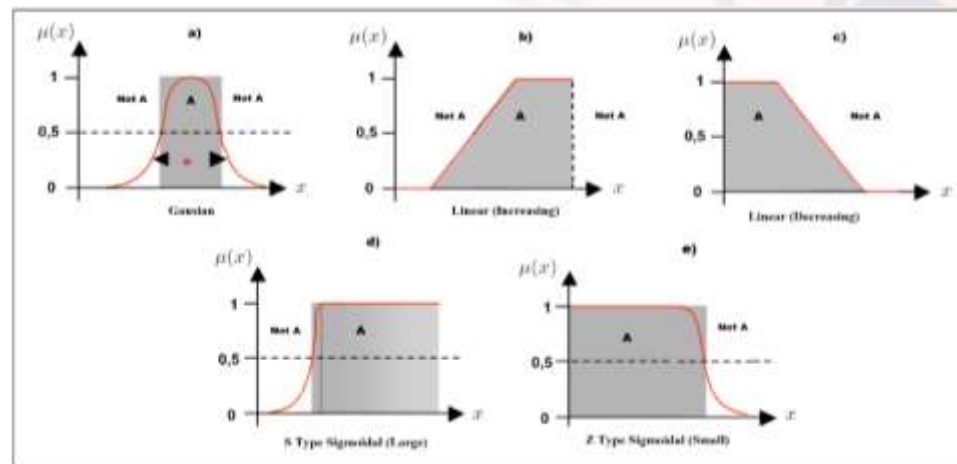 a)
μ(x)
1
0,5
0
Not A
A
Not A
x
Gausian
b)
μ(x)
1
0,5
0
Not A
A
Not A
x
Linear (Increasing)
c)
μ(x)
1
0,5
0
A
Not A
x
Linear (Decreasing)
d)
μ(x)
1
0,5
0
Not A
A
x
S Type Sigmoidal (Large)
e)
μ(x)
1
0,5
0
A
Not A
x
Z Type Sigmoidal (Small)